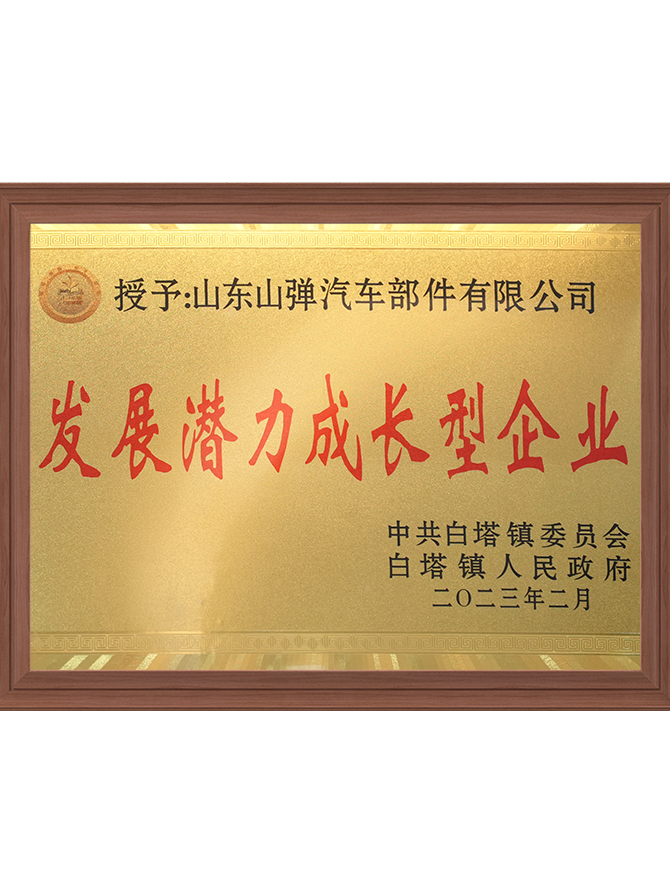 授予:山东山弹汽车部件有限公司
发展潜力成长型企业
中共白塔镇委员会
白塔镇人民政府
二〇二三年二月